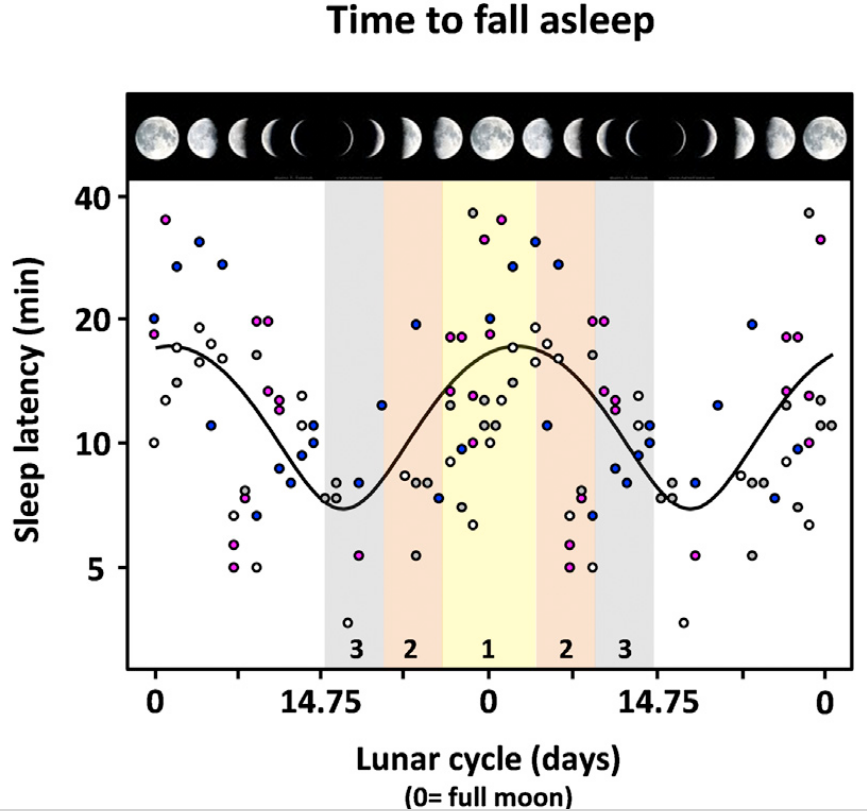 Time to fall asleep
40
20
10
5
Sleep latency (min)
3 2 1 2 3
0 14.75 0 14.75 0
Lunar cycle (days)
(0= full moon)